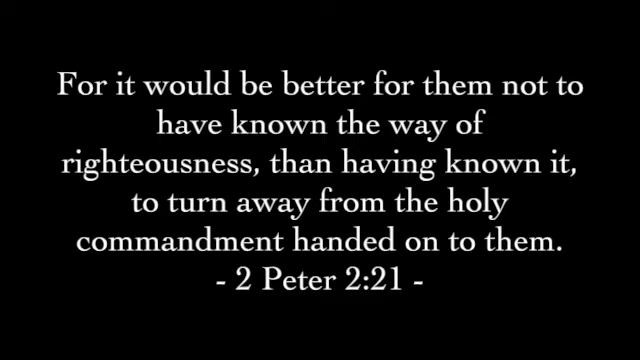 For it would be better for them not to
have known the way of
righteousness, than having known it,
to turn away from the holy
commandment handed on to them.
- 2 Peter 2:21 -